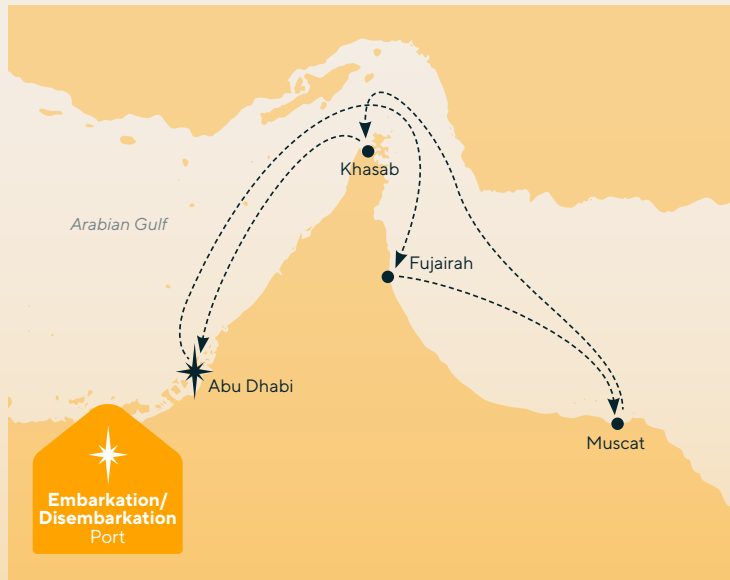 Khasab
Arabian Gulf
Fujairah
Abu Dhabi
Muscat
Embarkation/
Disembarkation
Port